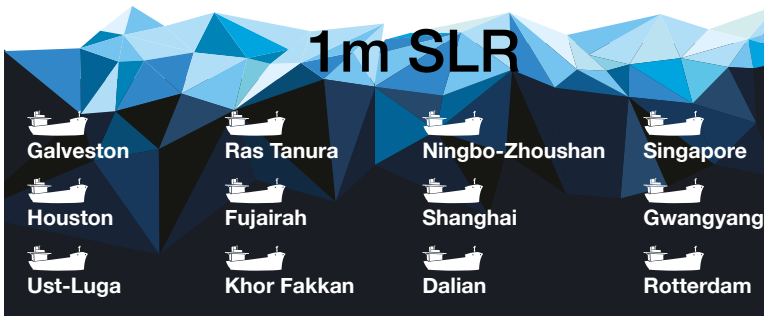 1m SLR
Galveston Ras Tanura Ningbo-Zhoushan Singapore
Houston Fujairah Shanghai Gwangyang
Ust-Luga Khor Fakkan Dalian Rotterdam